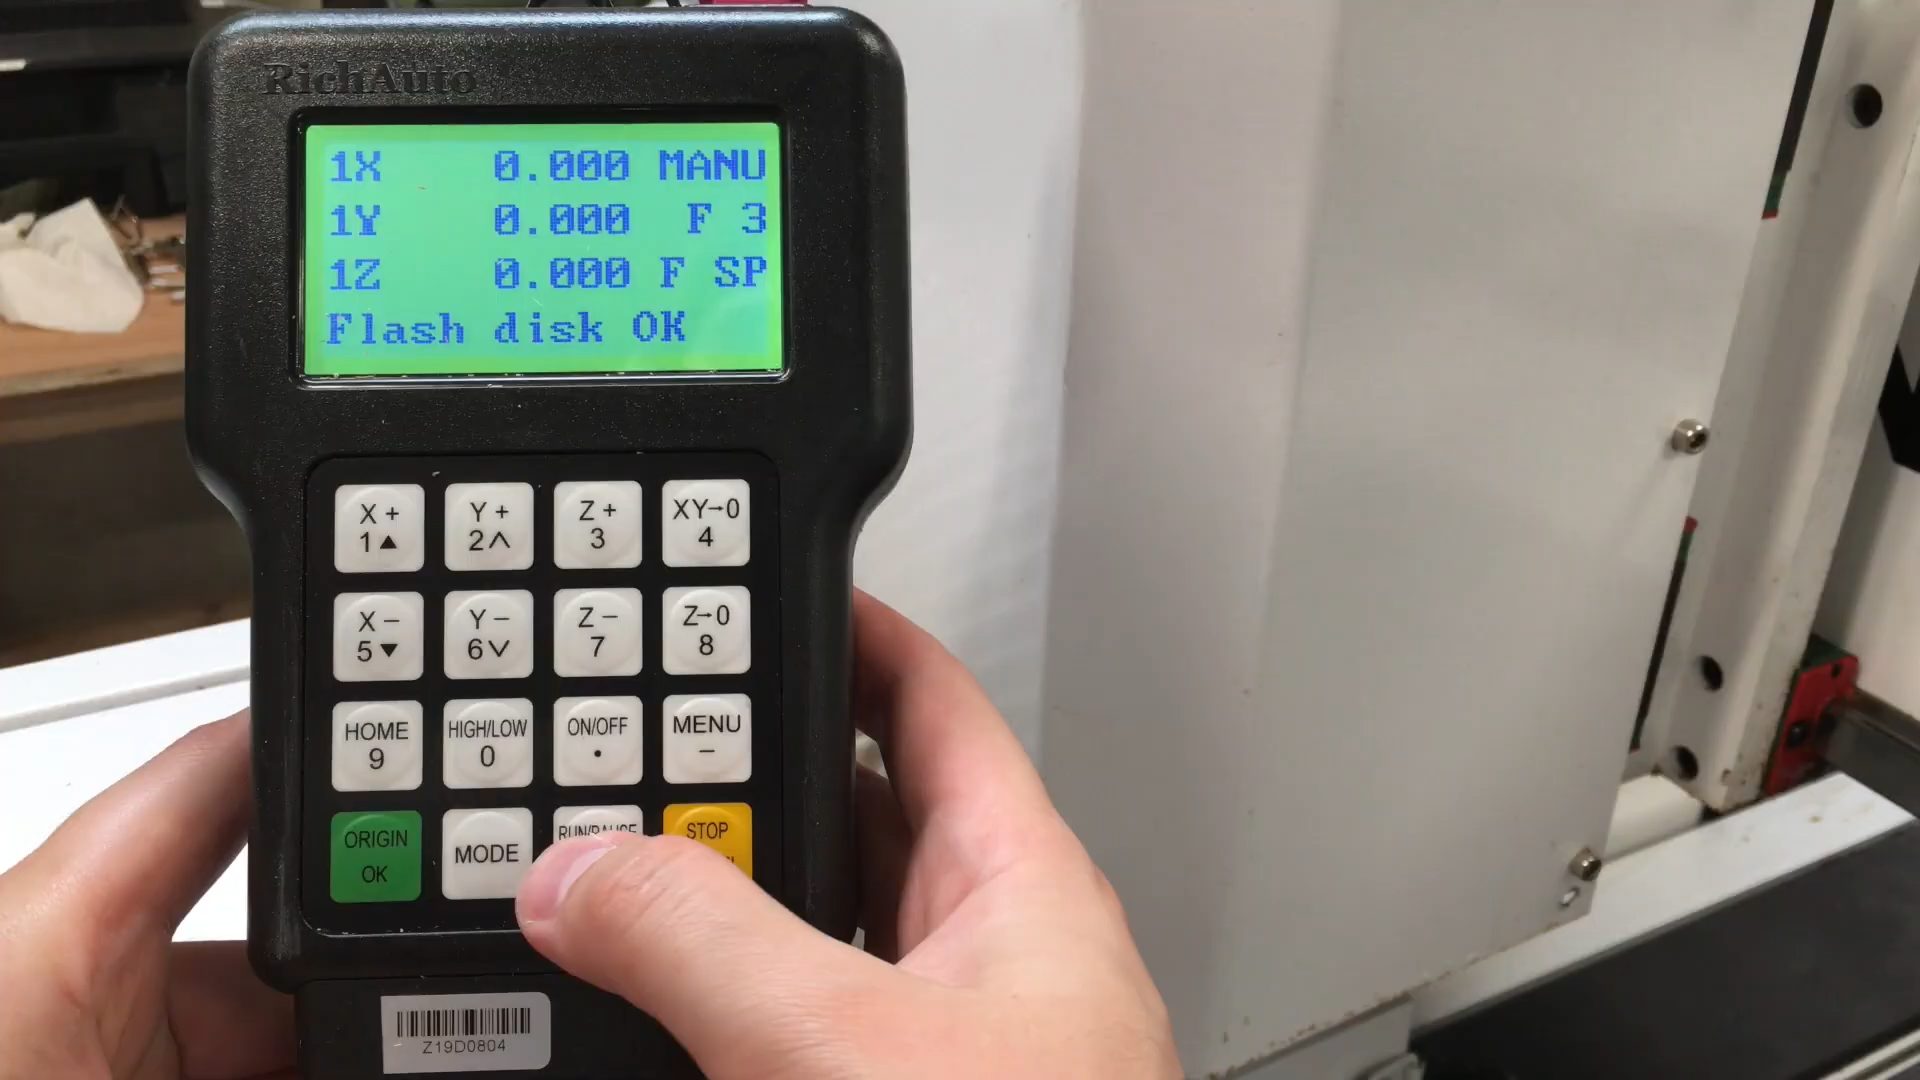 RichAuto
1X 0.000 MANU
1Y 0.000 F 3
1Z 0.000 F SP
Flash disk OK
X + Y + Z + XY→0
1▲ 2∧ 3 4
X − Y − Z − Z→0
5▼ 6∨ 7 8
HOME HIGH/LOW ON/OFF MENU
9 0 • −
ORIGIN MODE RUN/PAUSE STOP
OK
Z19D0804